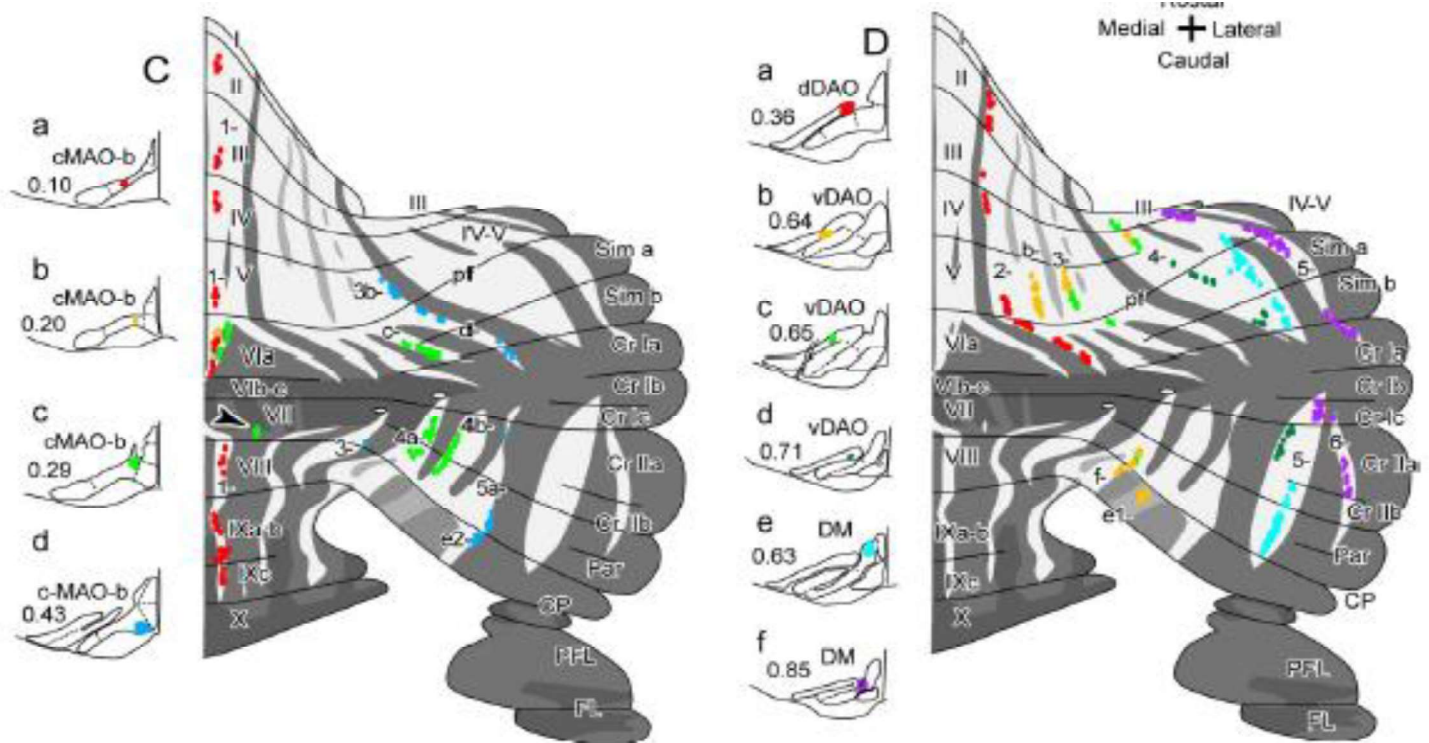 C
a
cMAO-b
0.10
b
cMAO-b
0.20
c
cMAO-b
0.29
d
c-MAO-b
0.43
I
II
1-
III
IV
1-
V
VIa
VIb-c
VII
VIII
1-
IXa-b
IXc
X
III
IV-V
pf
3b-
c-
d-
3-
4a-
4b-
5a-
e2-
Sim a
Sim b
Cr Ia
Cr Ib
Cr Ic
Cr IIa
Cr IIb
Par
CP
PFL
FL
D
a
dDAO
0.36
b
vDAO
0.64
c
vDAO
0.65
d
vDAO
0.71
e
DM
0.63
f
DM
0.85
Rostal
Medial Lateral
Caudal
I
II
III
IV
V
VIa
VIb-c
VII
VIII
IXa-b
IXc
X
III
IV-V
2-
b-
3-
4-
5-
pf
f-
e1-
5-
6-
Sim a
Sim b
Cr Ia
Cr Ib
Cr Ic
Cr IIa
Cr IIb
Par
CP
PFL
FL